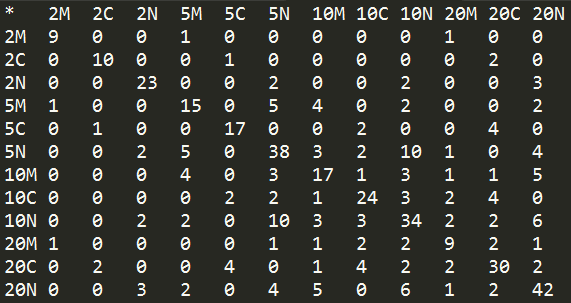 * 2M 2C 2N 5M 5C 5N 10M 10C 10N 20M 20C 20N
2M 9 0 0 1 0 0 0 0 0 1 0 0
2C 0 10 0 0 1 0 0 0 0 0 2 0
2N 0 0 23 0 0 2 0 0 2 0 0 3
5M 1 0 0 15 0 5 4 0 2 0 0 2
5C 0 1 0 0 17 0 0 2 0 0 4 0
5N 0 0 2 5 0 38 3 2 10 1 0 4
10M 0 0 0 4 0 3 17 1 3 1 1 5
10C 0 0 0 0 2 2 1 24 3 2 4 0
10N 0 0 2 2 0 10 3 3 34 2 2 6
20M 1 0 0 0 0 1 1 2 2 9 2 1
20C 0 2 0 0 4 0 1 4 2 2 30 2
20N 0 0 3 2 0 4 5 0 6 1 2 42